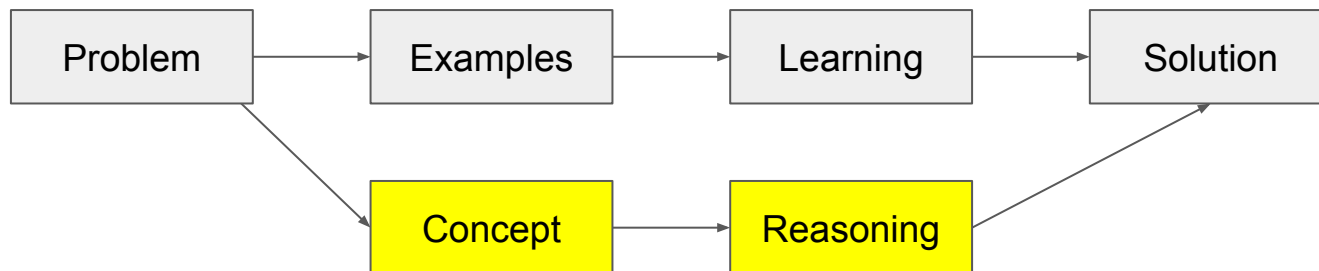 Problem
Examples
Learning
Solution
Concept
Reasoning